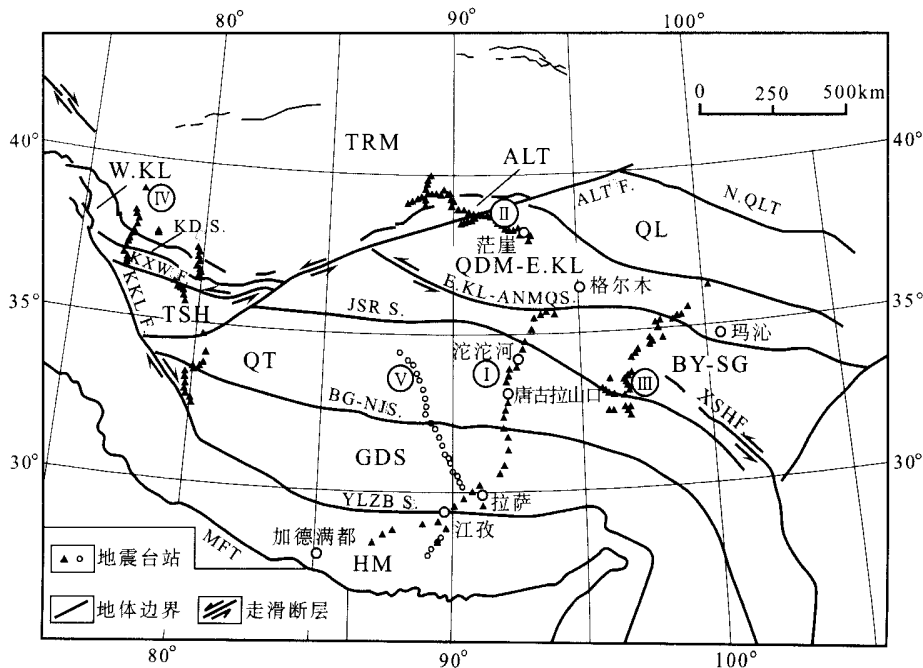 80° 90° 100°
0 250 500km
40° 40°
TRM
ALT
W.KL
IV
ALT F.
N.QLT
II
QL
KD.S.
茫崖
QDM-E.KL
KXW.F.
E.KL-ANMQS.
格尔木
35° 35°
KKL.F.
TSH
JSR S.
玛沁
沱沱河
QT
BY-SG
V
I
III
唐古拉山口
BG-NJS.
XSHF.
30° 30°
GDS
拉萨
YLZB S.
江孜
加德满都
MFT
HM
地震台站
地体边界
走滑断层
80° 90° 100°